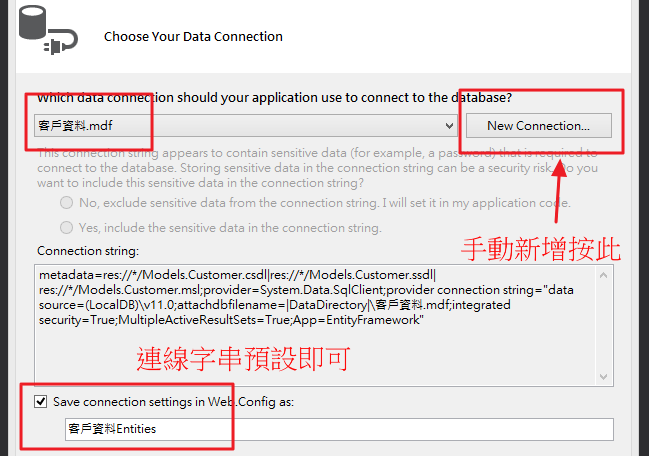 Choose Your Data Connection
Which data connection should your application use to connect to the database?
客戶資料.mdf
New Connection...
This connection string appears to contain sensitive data (for example, a password) that is required to
connect to the database. Storing sensitive data in the connection string can be a security risk. Do you
want to include this sensitive data in the connection string?
No, exclude sensitive data from the connection string. I will set it in my application code.
Yes, include the sensitive data in the connection string.
手動新增按此
Connection string:
metadata=res://*/Models.Customer.csdl|res://*/Models.Customer.ssdl|
res://*/Models.Customer.msl;provider=System.Data.SqlClient;provider connection string="data
source=(LocalDB)\v11.0;attachdbfilename=|DataDirectory|\客戶資料.mdf;integrated
security=True;MultipleActiveResultSets=True;App=EntityFramework"
連線字串預設即可
Save connection settings in Web.Config as:
客戶資料Entities